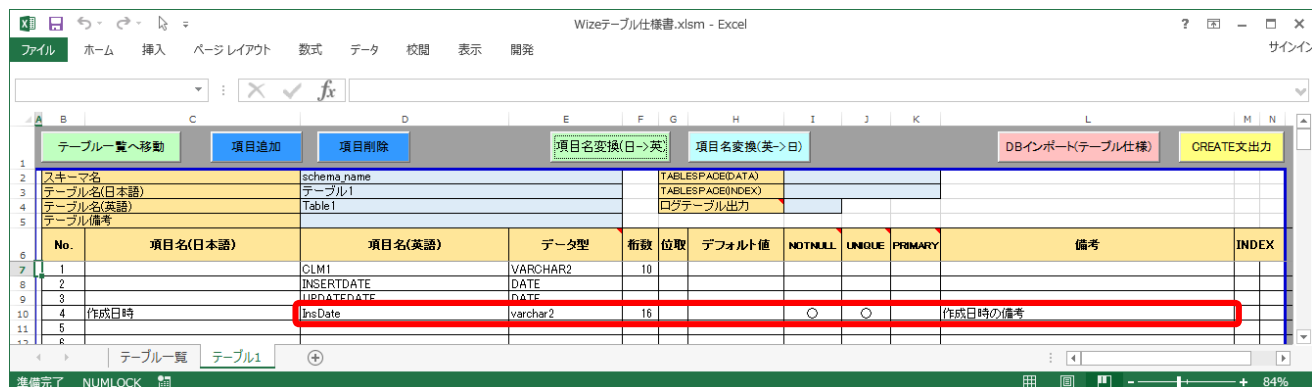 Wizeテーブル仕様書.xlsm - Excel
ファイル ホーム 挿入 ページ レイアウト 数式 データ 校閲 表示 開発 サインイン
fx
A B C D E F G H I J K L M N
1 テーブル一覧へ移動 項目追加 項目削除 項目名変換(日->英) 項目名変換(英->日) DBインポート(テーブル仕様) CREATE文出力
2 スキーマ名 schema_name TABLESPACE(DATA)
3 テーブル名(日本語) テーブル1 TABLESPACE(INDEX)
4 テーブル名(英語) Table1 ログテーブル出力
5 テーブル備考
6 No. 項目名(日本語) 項目名(英語) データ型 桁数 位取 デフォルト値 NOTNULL UNIQUE PRIMARY 備考 INDEX
7 1 CLM1 VARCHAR2 10
8 2 INSERTDATE DATE
9 3 UPDATEDATE DATE
10 4 作成日時 InsDate varchar2 16 ○ ○ 作成日時の備考
11 5
12 6
テーブル一覧 テーブル1
準備完了 NUMLOCK 84%